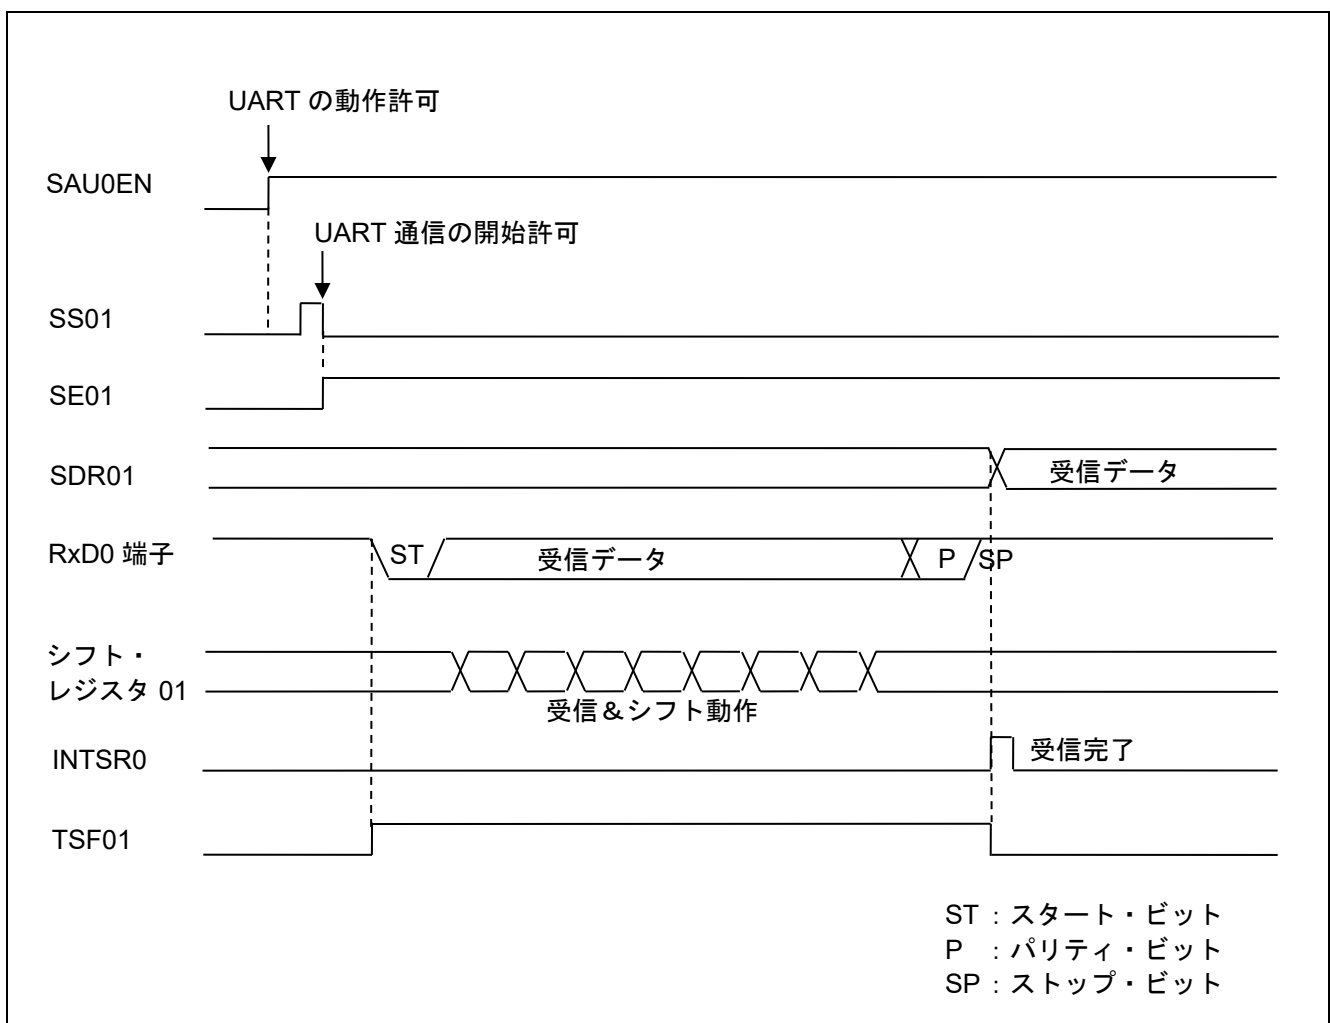 UART の動作許可
SAU0EN
UART 通信の開始許可
SS01
SE01
SDR01
受信データ
RxD0 端子
ST
受信データ
P
SP
シフト・
レジスタ 01
受信&シフト動作
INTSR0
受信完了
TSF01
ST : スタート・ビット
P : パリティ・ビット
SP : ストップ・ビット